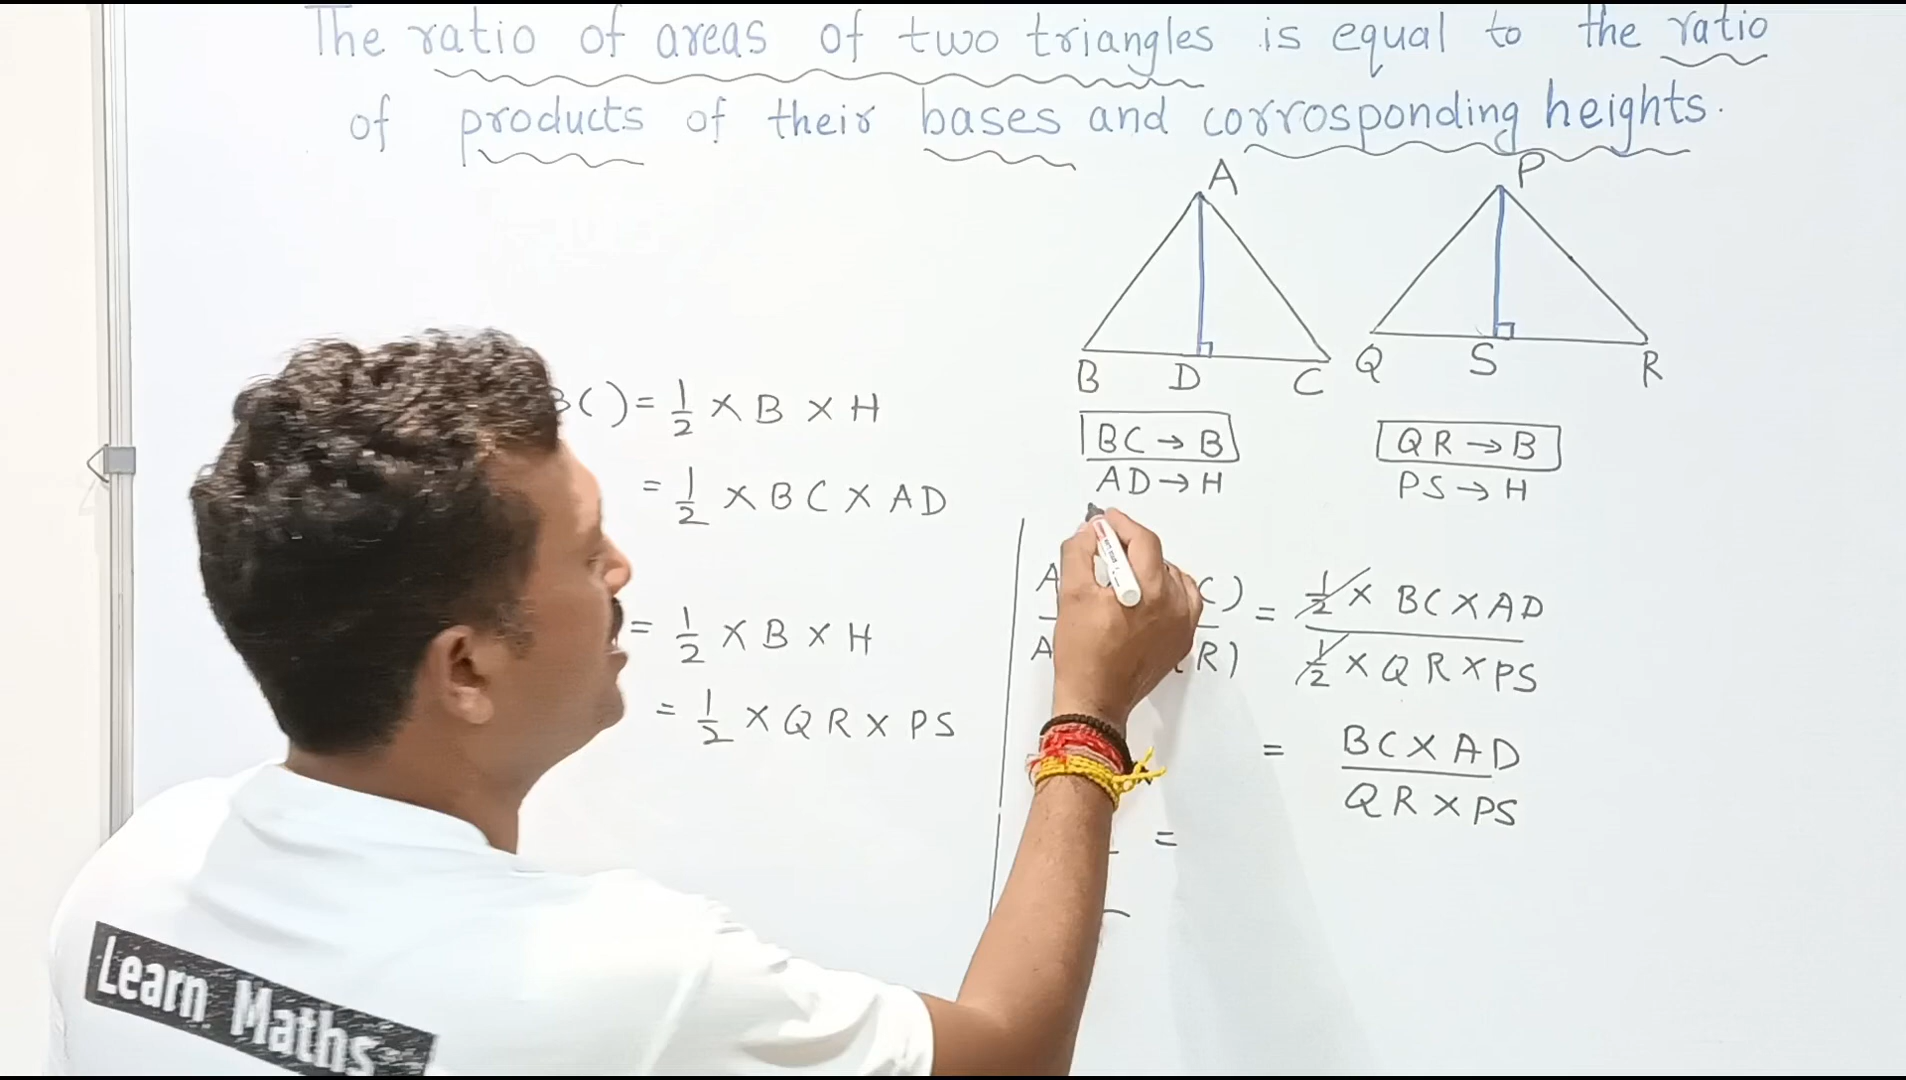 The ratio of areas of two triangles is equal to the ratio
of products of their bases and corrosponding heights.
A
P
B D C
Q S R
BC → B
AD → H
QR → B
PS → H
BC) = 1/2 × B × H
= 1/2 × BC × AD
= 1/2 × B × H
= 1/2 × QR × PS
A C) = 1/2 × BC × AD
A R) 1/2 × QR × PS
= BC × AD
QR × PS
=
Learn Maths